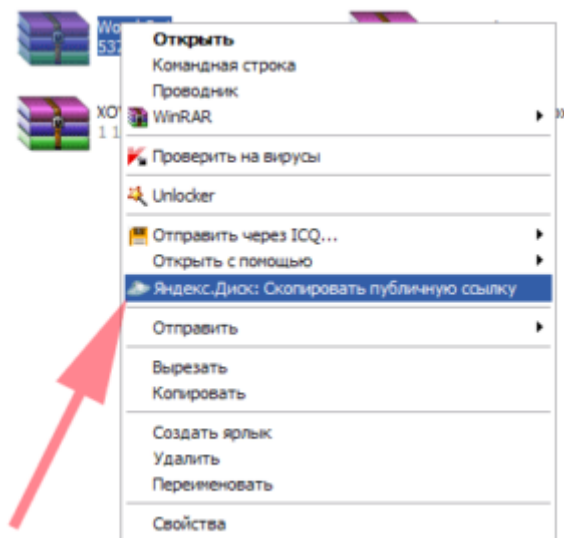 Открыть
Командная строка
Проводник
WinRAR
Проверить на вирусы
Unlocker
Отправить через ICQ...
Открыть с помощью
Яндекс.Диск: Скопировать публичную ссылку
Отправить
Вырезать
Копировать
Создать ярлык
Удалить
Переименовать
Свойства